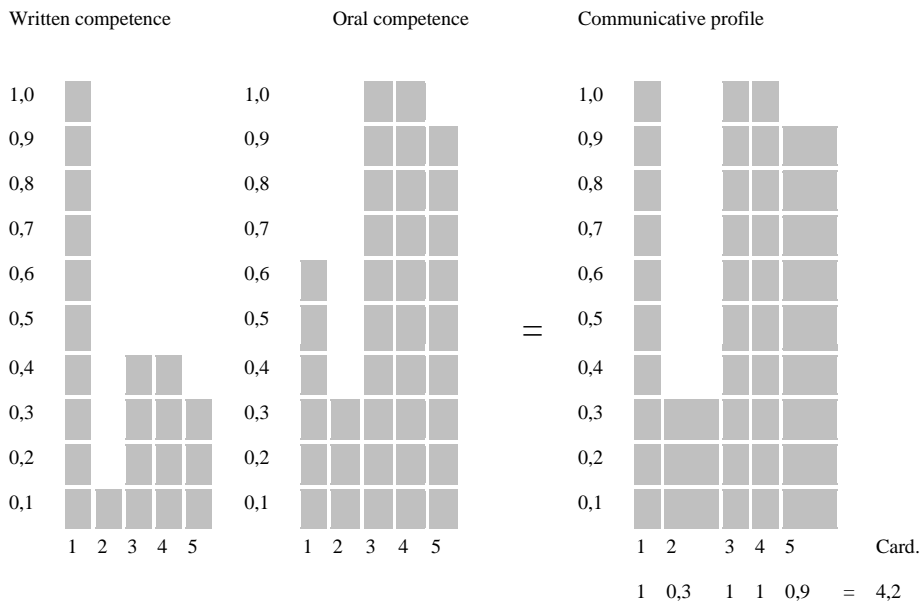 Written competence Oral competence Communicative profile
1,0 1,0 1,0
0,9 0,9 0,9
0,8 0,8 0,8
0,7 0,7 0,7
0,6 0,6 0,6
0,5 0,5 = 0,5
0,4 0,4 0,4
0,3 0,3 0,3
0,2 0,2 0,2
0,1 0,1 0,1
1 2 3 4 5 1 2 3 4 5 1 2 3 4 5 Card.
1 0,3 1 1 0,9 = 4,2